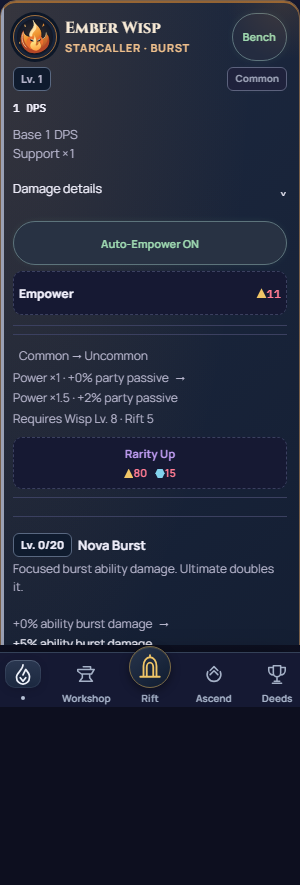 Ember Wisp
STARCALLER · BURST
Bench
Lv. 1
Common
1 DPS
Base 1 DPS
Support ×1
Damage details
Auto-Empower ON
Empower
11
Common → Uncommon
Power ×1 · +0% party passive →
Power ×1.5 · +2% party passive
Requires Wisp Lv. 8 · Rift 5
Rarity Up
80 15
Lv. 0/20 Nova Burst
Focused burst ability damage. Ultimate doubles
it.
+0% ability burst damage →
+5% ability burst damage
Workshop
Rift
Ascend
Deeds